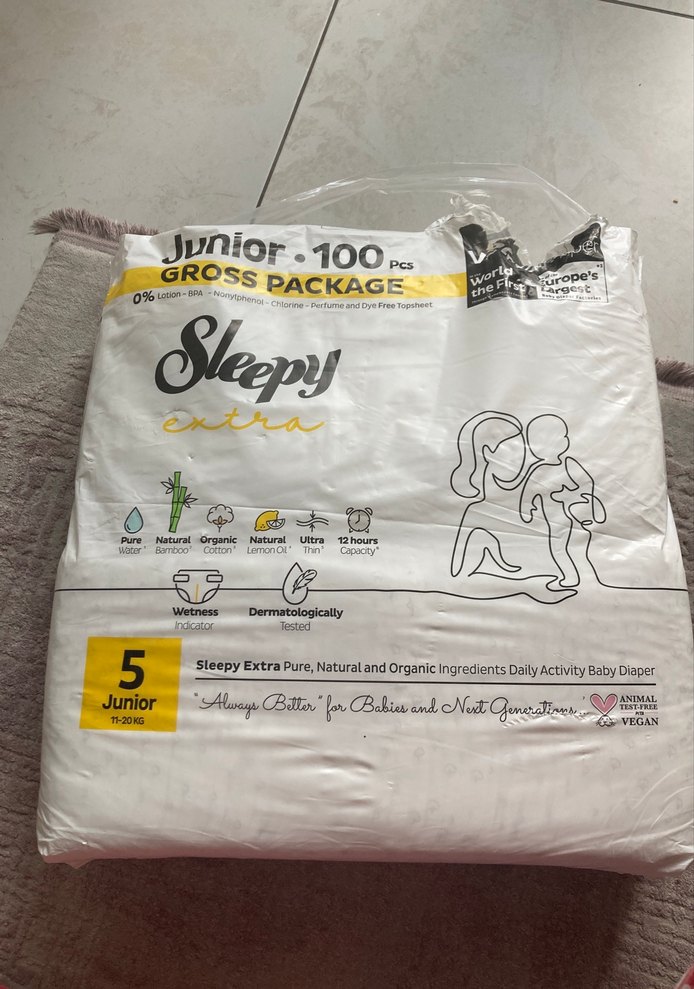 Junior • 100 Pcs
GROSS PACKAGE
0% Lotion - BPA - Nonylphenol - Chlorine - Perfume and Dye Free Topsheet
World
the First
Europe's
Largest
Baby Diaper Factories
Sleepy
extra
Pure
Water
Natural
Bamboo
Organic
Cotton
Natural
Lemon Oil
Ultra
Thin
12 hours
Capacity
Wetness
Indicator
Dermatologically
Tested
5
Junior
11-20 KG
Sleepy Extra Pure, Natural and Organic Ingredients Daily Activity Baby Diaper
"Always Better" for Babies and Next Generations...
ANIMAL
TEST-FREE
VEGAN